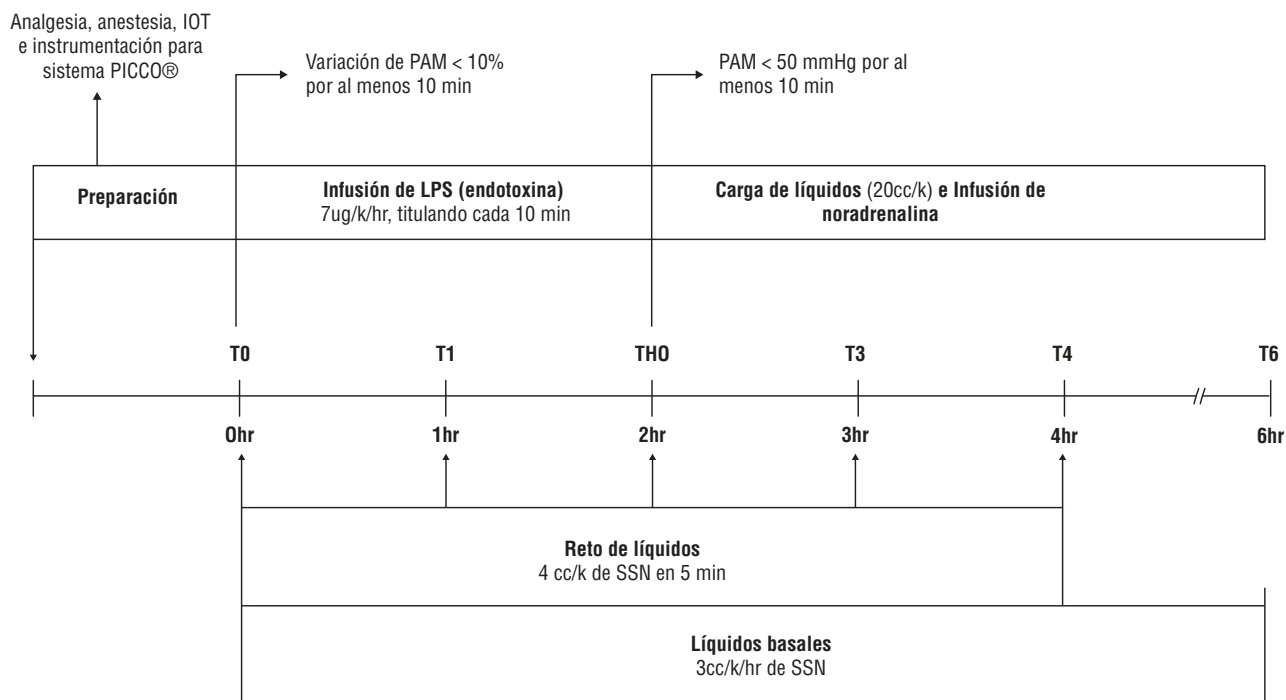 Analgesia, anestesia, IOT
e instrumentación para
sistema PICCO®
Variación de PAM < 10%
por al menos 10 min
PAM < 50 mmHg por al
menos 10 min
Preparación
Infusión de LPS (endotoxina)
7ug/k/hr, titulando cada 10 min
Carga de líquidos (20cc/k) e Infusión de
noradrenalina
T0
T1
THO
T3
T4
T6
0hr
1hr
2hr
3hr
4hr
6hr
Reto de líquidos
4 cc/k de SSN en 5 min
Líquidos basales
3cc/k/hr de SSN